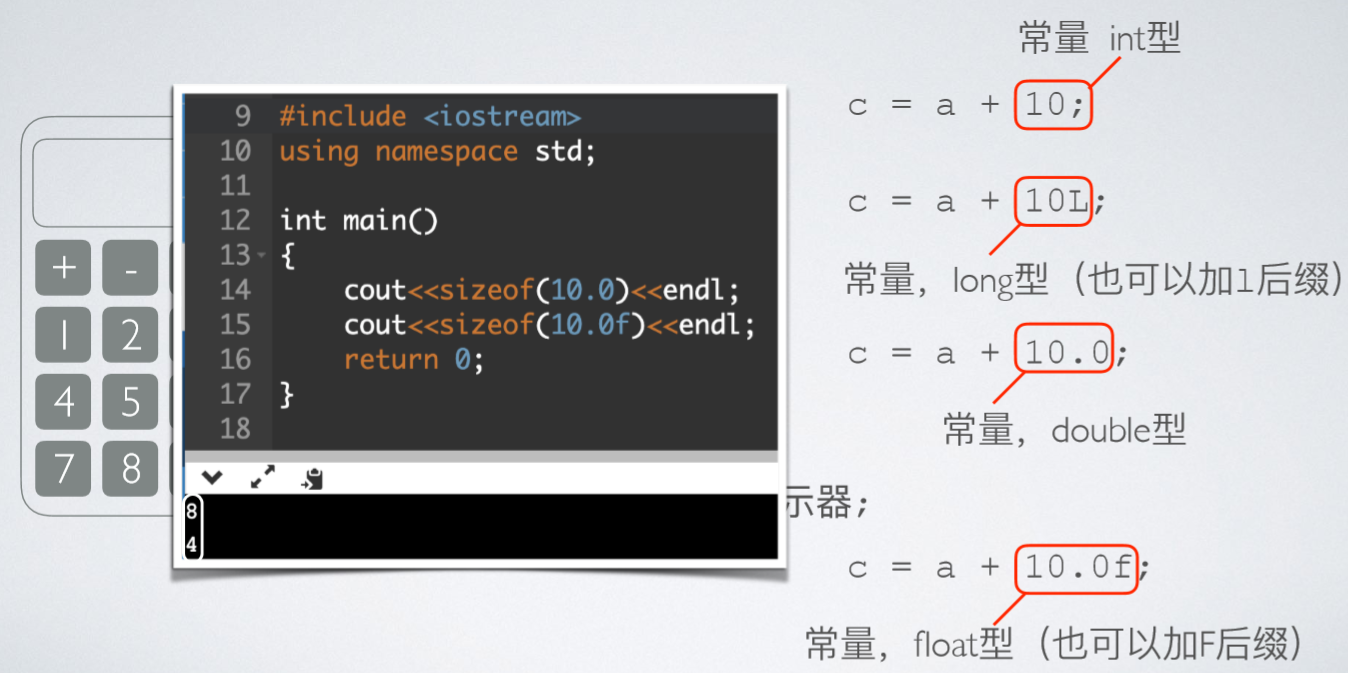 + -
1 2
4 5
7 8
9 #include <iostream>
10 using namespace std;
11
12 int main()
13 {
14 cout<<sizeof(10.0)<<endl;
15 cout<<sizeof(10.0f)<<endl;
16 return 0;
17 }
18
8
4
常量 int型
c = a + 10;
c = a + 10L;
常量，long型（也可以加l后缀）
c = a + 10.0;
常量，double型
示器;
c = a + 10.0f;
常量，float型（也可以加F后缀）